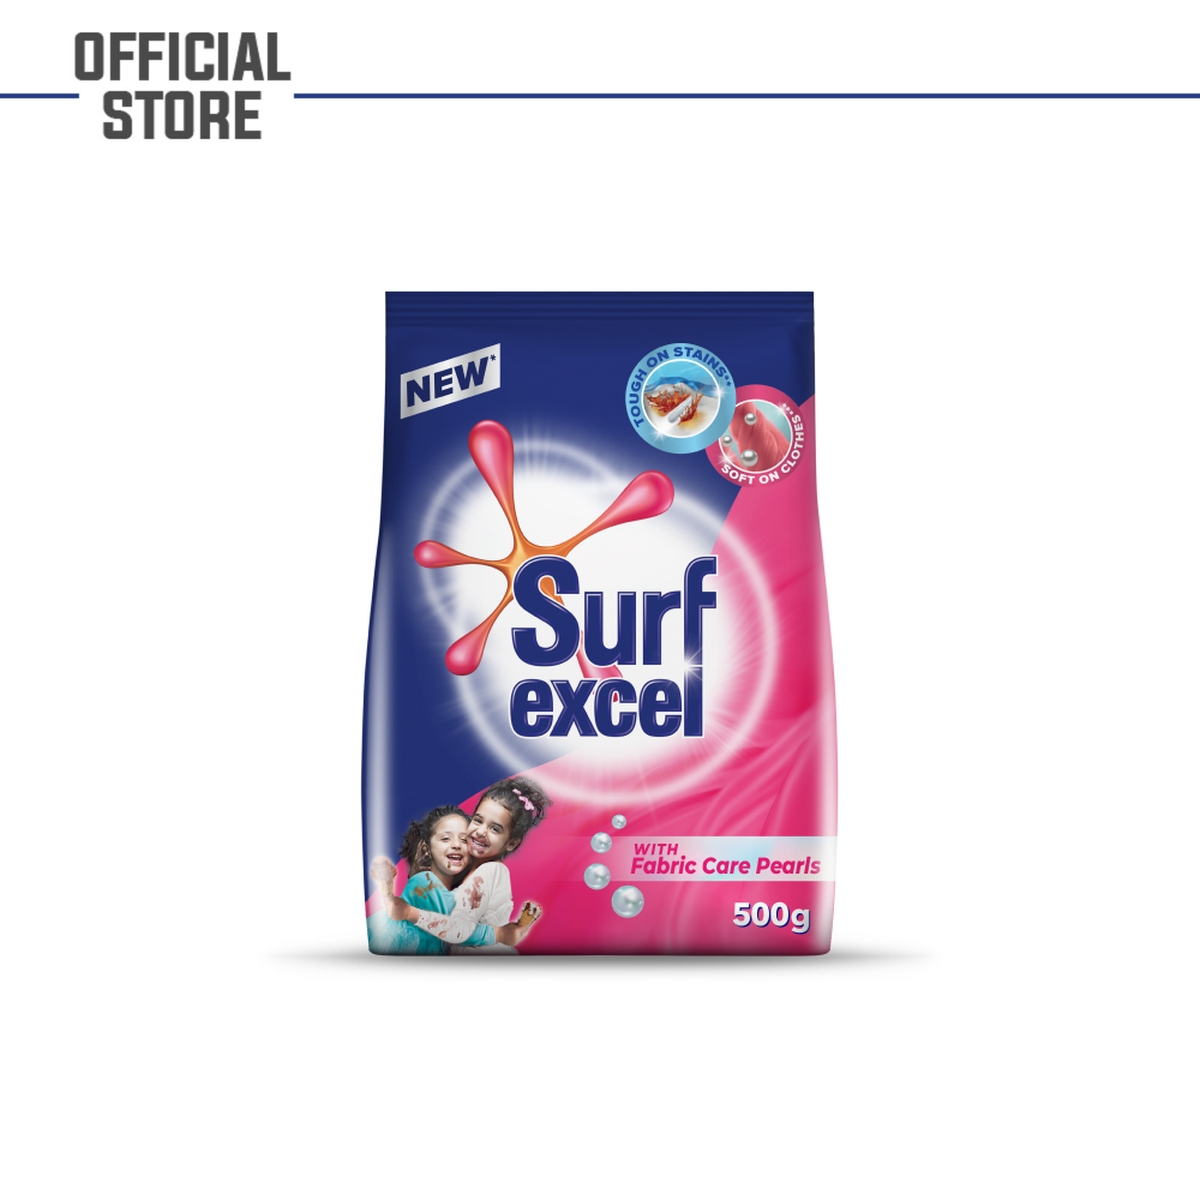 OFFICIAL
STORE
NEW*
TOUGH ON STAINS**
SOFT ON CLOTHES***
Surf
excel
WITH
Fabric Care Pearls
500g